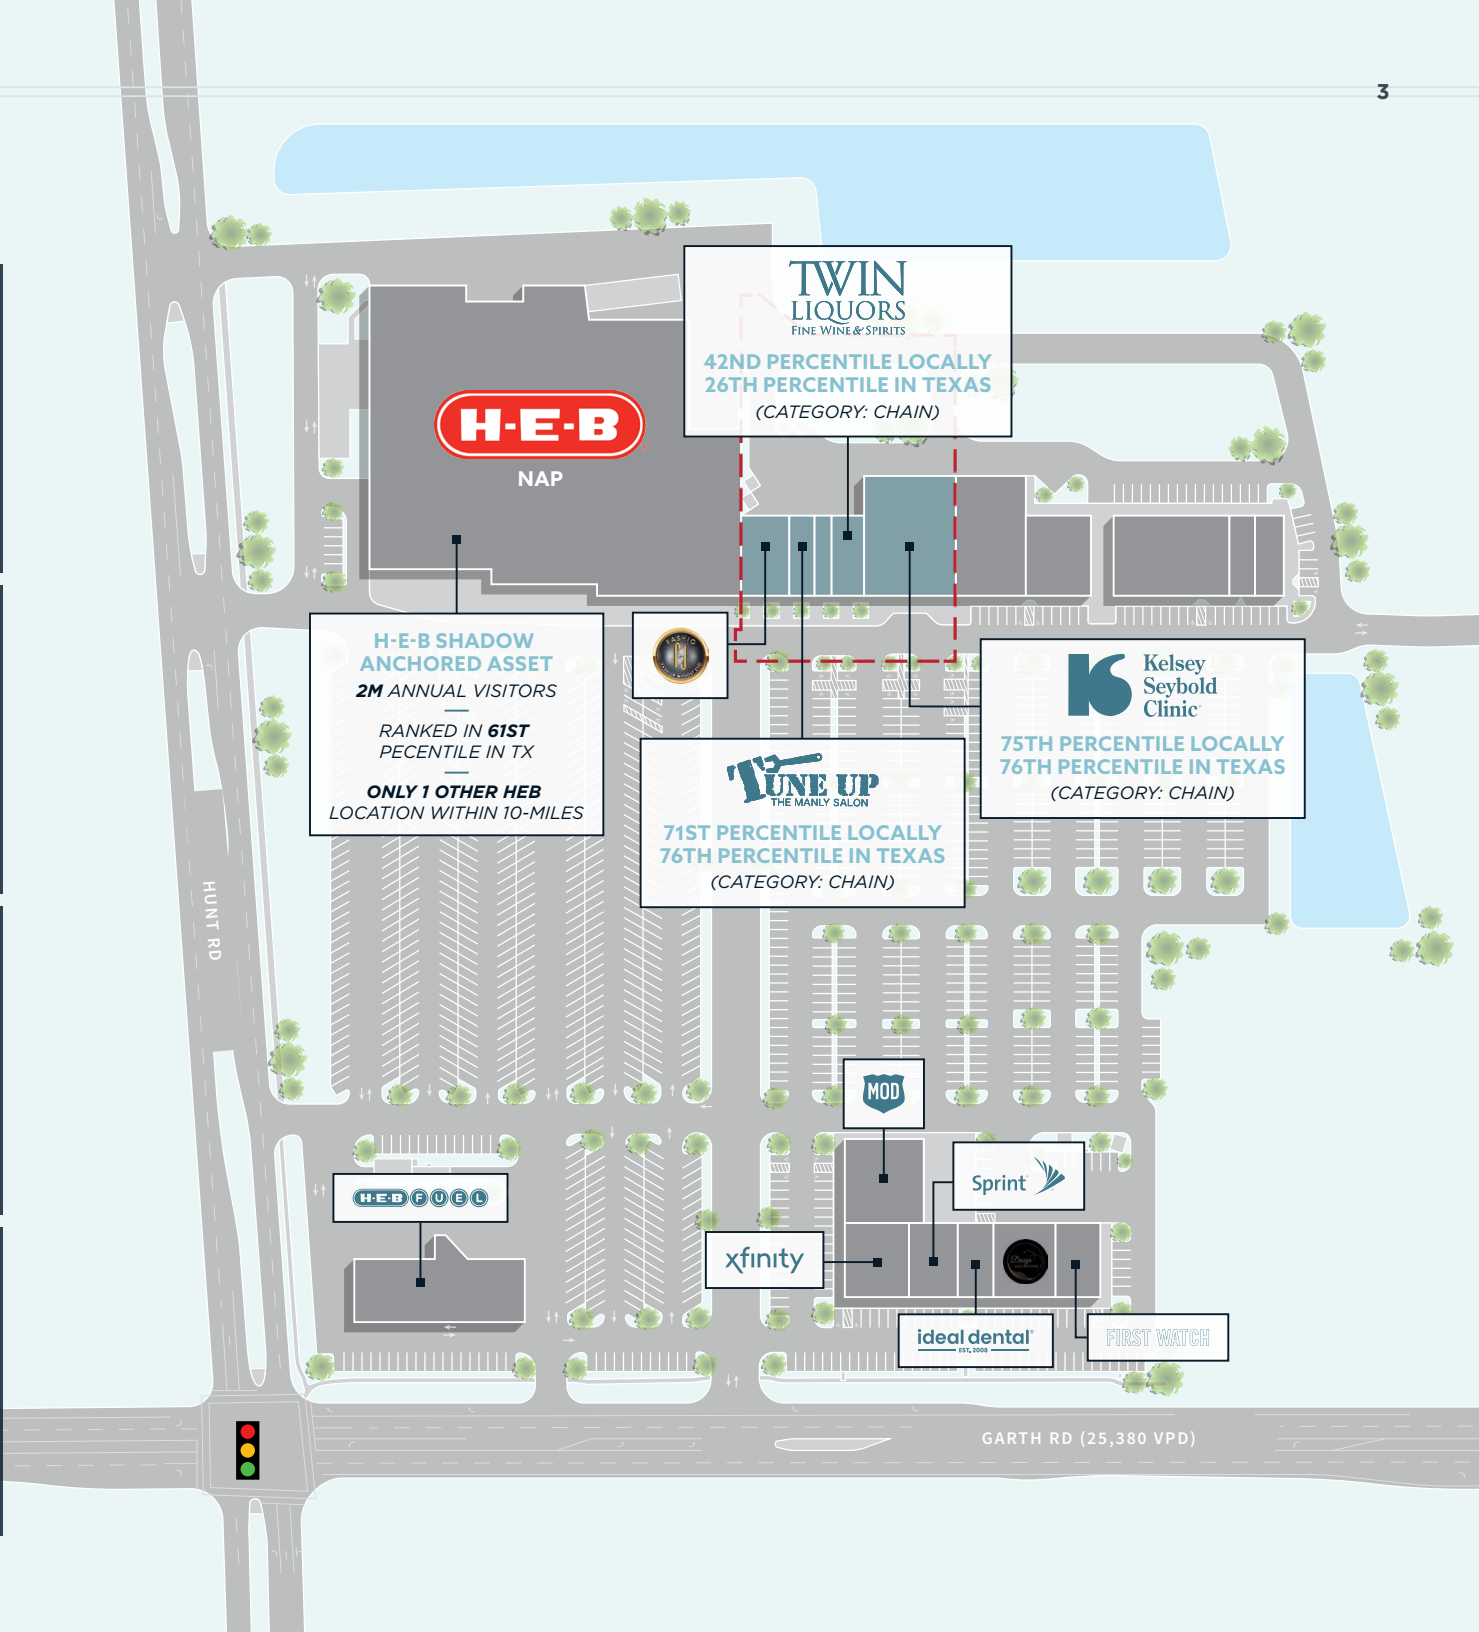 3
TWIN
LIQUORS
FINE WINE & SPIRITS
42ND PERCENTILE LOCALLY
26TH PERCENTILE IN TEXAS
(CATEGORY: CHAIN)
H-E-B
NAP
H-E-B SHADOW
ANCHORED ASSET
2M ANNUAL VISITORS
RANKED IN 61ST
PECENTILE IN TX
ONLY 1 OTHER HEB
LOCATION WITHIN 10-MILES
FASHIO
Kelsey
Seybold
Clinic
75TH PERCENTILE LOCALLY
76TH PERCENTILE IN TEXAS
(CATEGORY: CHAIN)
TUNE UP
THE MANLY SALON
71ST PERCENTILE LOCALLY
76TH PERCENTILE IN TEXAS
(CATEGORY: CHAIN)
HUNT RD
MOD
Sprint
H-E-B FUEL
xfinity
ideal dental
EST. 2008
FIRST WATCH
GARTH RD (25,380 VPD)